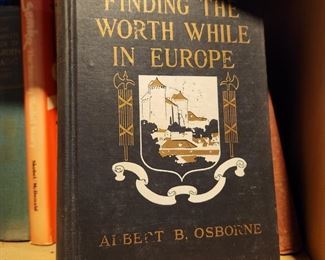 FINDING THE
WORTH WHILE
IN EUROPE
ALBERT B. OSBORNE